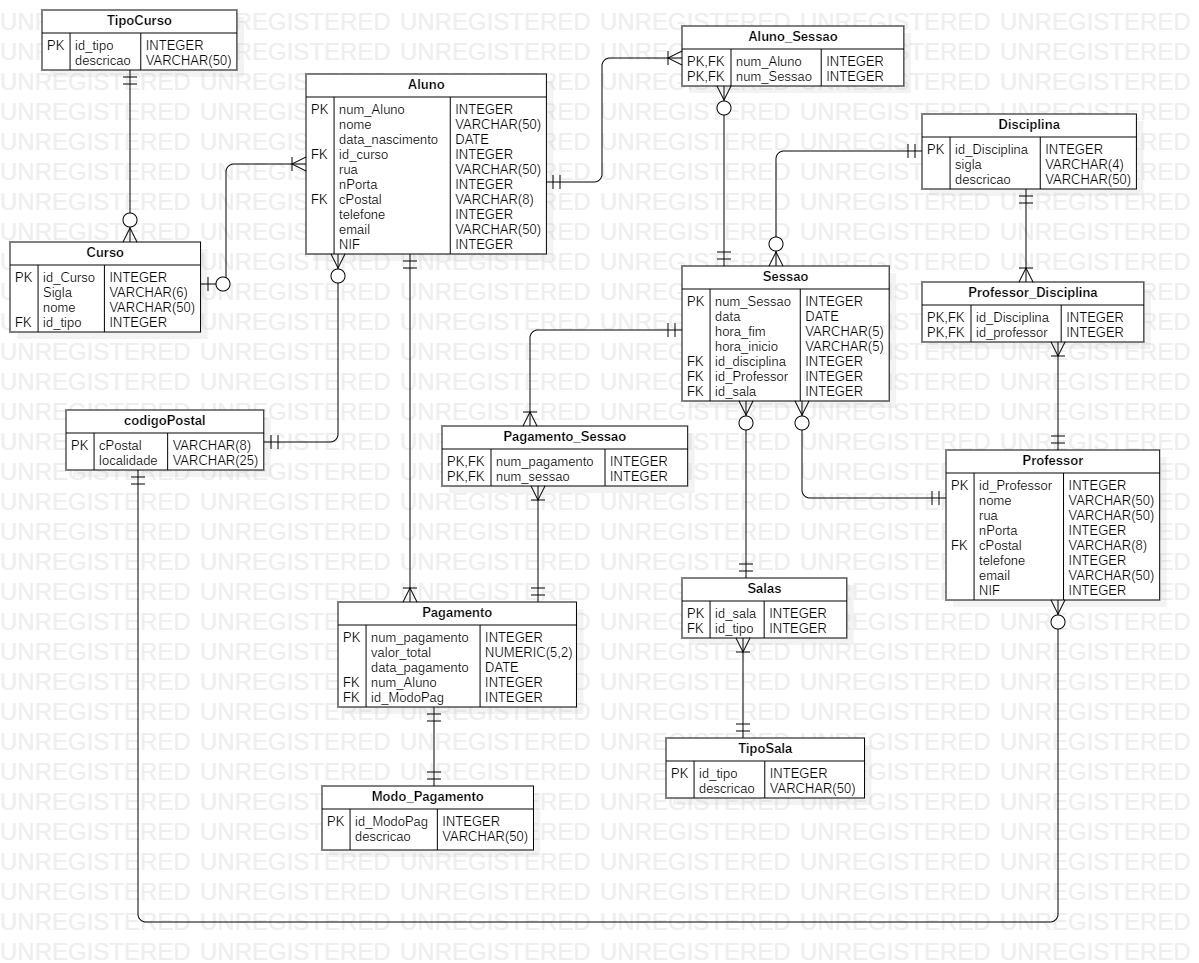 TipoCurso
PK id_tipo INTEGER
descricao VARCHAR(50)
Aluno
PK num_Aluno INTEGER
nome VARCHAR(50)
data_nascimento DATE
FK id_curso INTEGER
rua VARCHAR(50)
nPorta INTEGER
FK cPostal VARCHAR(8)
telefone INTEGER
email VARCHAR(50)
NIF INTEGER
Aluno_Sessao
PK,FK num_Aluno INTEGER
PK,FK num_Sessao INTEGER
Disciplina
PK id_Disciplina INTEGER
sigla VARCHAR(4)
descricao VARCHAR(50)
Curso
PK id_Curso INTEGER
Sigla VARCHAR(6)
nome VARCHAR(50)
FK id_tipo INTEGER
Sessao
PK num_Sessao INTEGER
data DATE
hora_fim VARCHAR(5)
hora_inicio VARCHAR(5)
FK id_disciplina INTEGER
FK id_Professor INTEGER
FK id_sala INTEGER
Professor_Disciplina
PK,FK id_Disciplina INTEGER
PK,FK id_professor INTEGER
codigoPostal
PK cPostal VARCHAR(8)
localidade VARCHAR(25)
Pagamento_Sessao
PK,FK num_pagamento INTEGER
PK,FK num_sessao INTEGER
Professor
PK id_Professor INTEGER
nome VARCHAR(50)
rua VARCHAR(50)
nPorta INTEGER
FK cPostal VARCHAR(8)
telefone INTEGER
email VARCHAR(50)
NIF INTEGER
Salas
PK id_sala INTEGER
FK id_tipo INTEGER
Pagamento
PK num_pagamento INTEGER
valor_total NUMERIC(5,2)
data_pagamento DATE
FK num_Aluno INTEGER
FK id_ModoPag INTEGER
TipoSala
PK id_tipo INTEGER
descricao VARCHAR(50)
Modo_Pagamento
PK id_ModoPag INTEGER
descricao VARCHAR(50)
UNREGISTERED UNREGISTERED UNREGISTERED UNREGISTERED UNREGISTERED UNREGISTERED